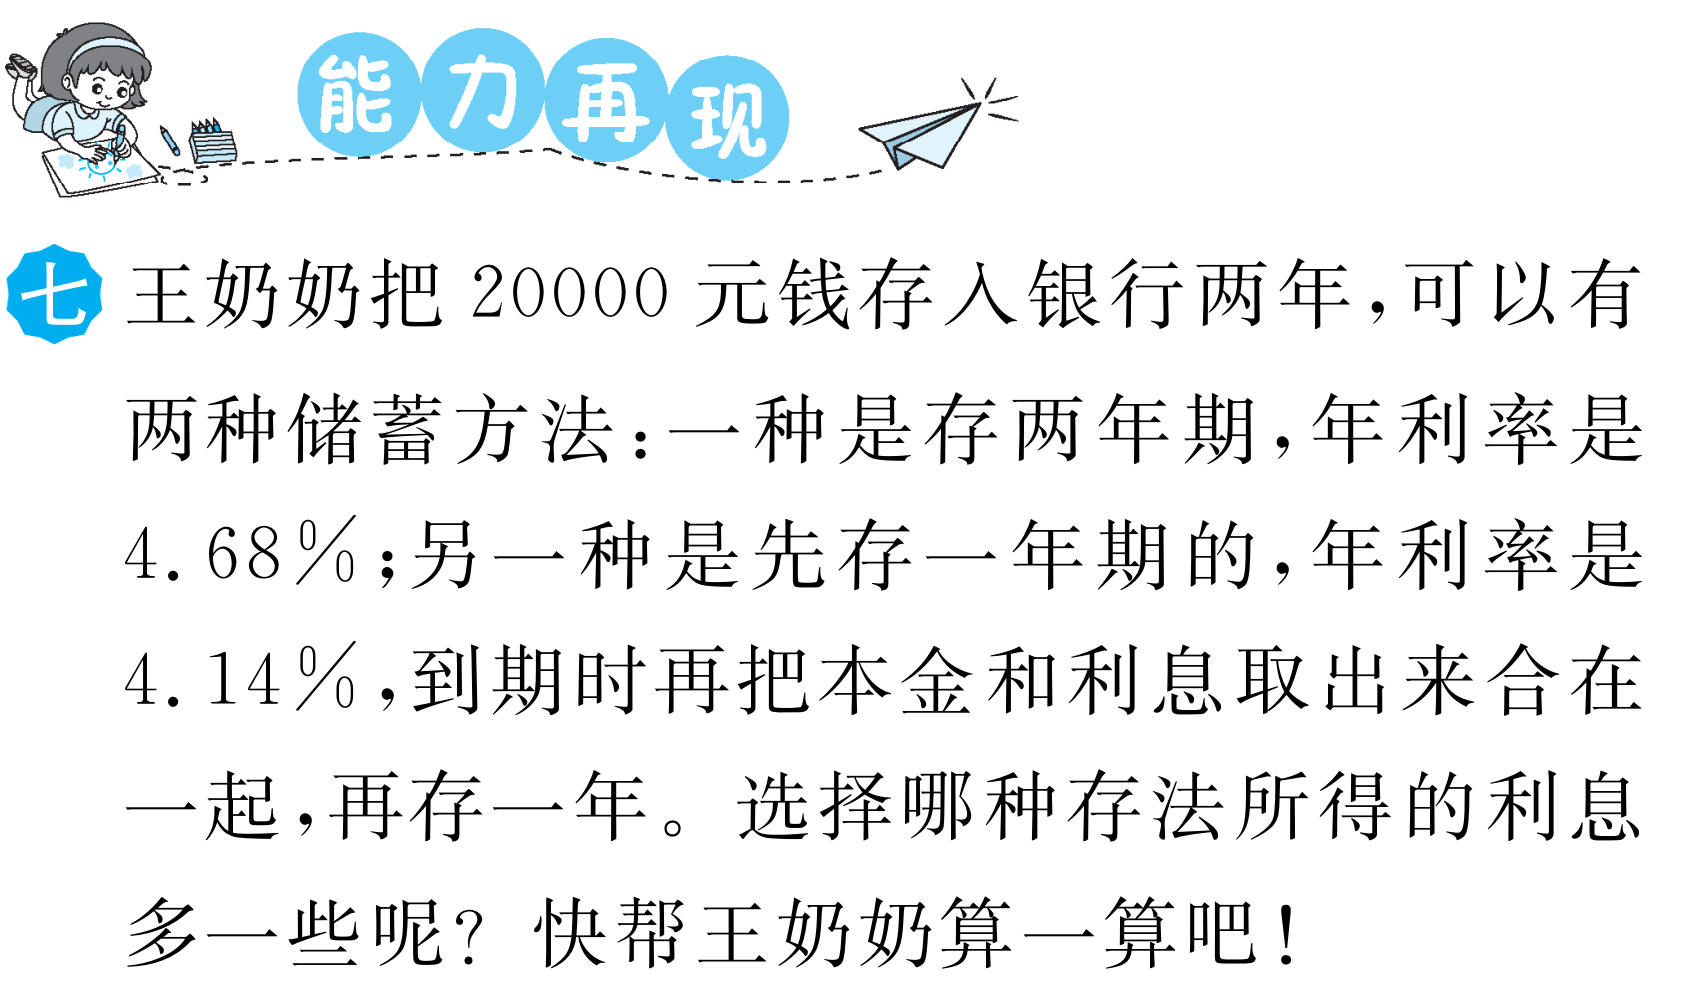 能力再现
七 王奶奶把 20000 元钱存入银行两年,可以有
两种储蓄方法:一种是存两年期,年利率是
4.68%;另一种是先存一年期的,年利率是
4.14%,到期时再把本金和利息取出来合在
一起,再存一年。选择哪种存法所得的利息
多一些呢?快帮王奶奶算一算吧!